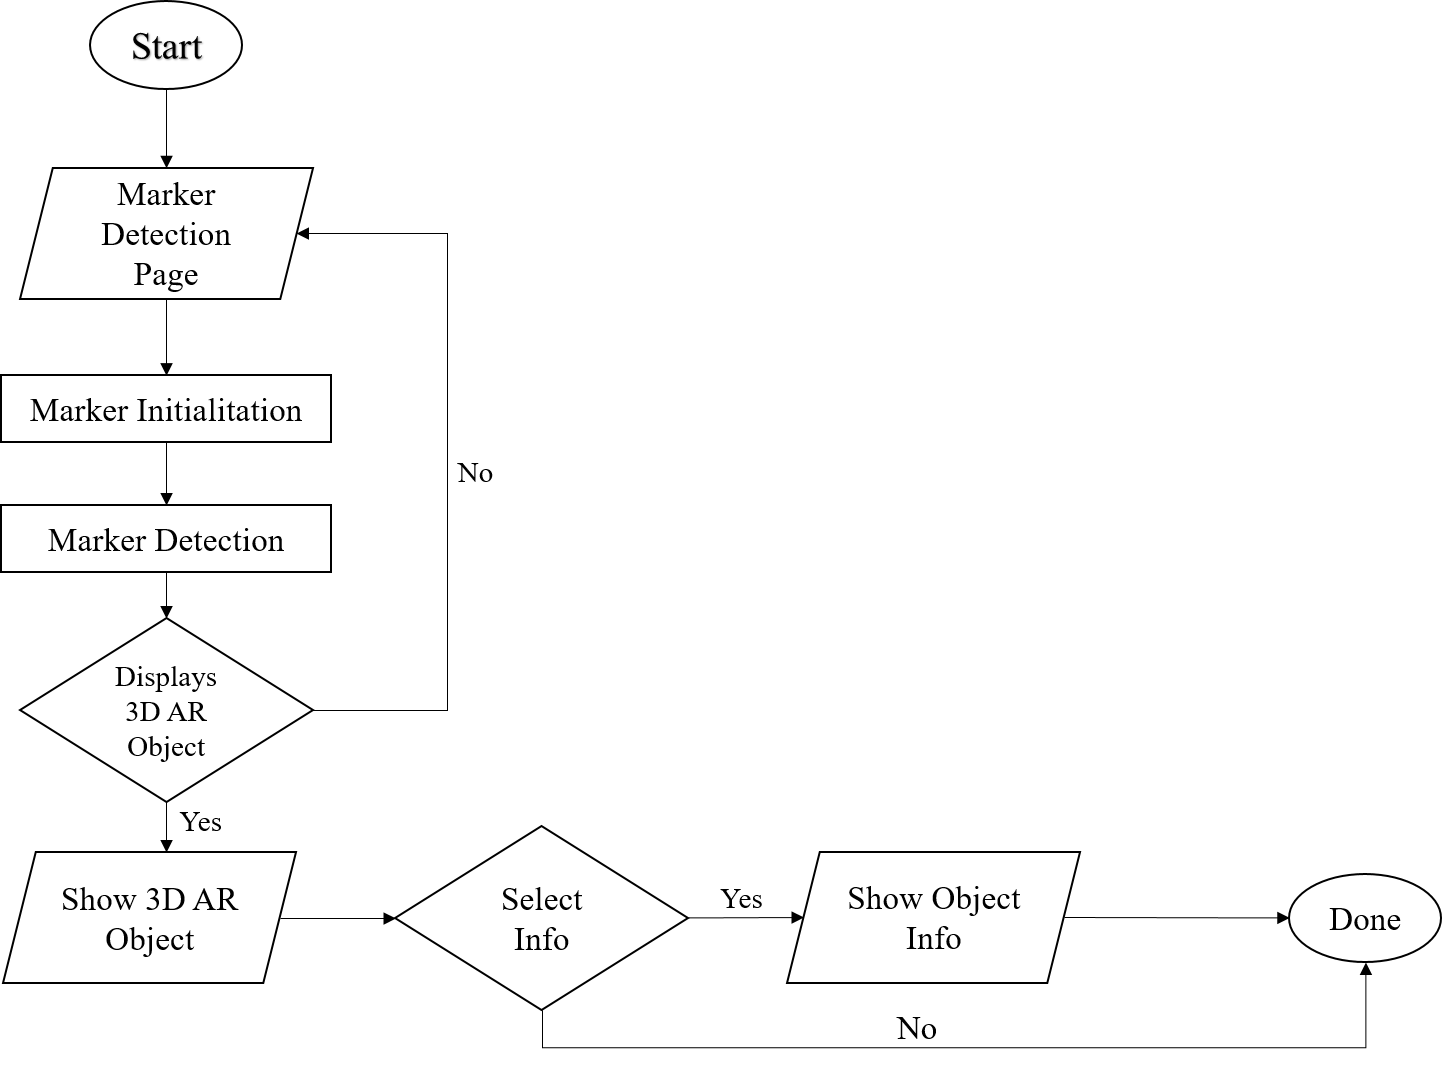 Start
Marker
Detection
Page
Marker Initialitation
No
Marker Detection
Displays
3D AR
Object
Yes
Show 3D AR
Object
Select
Info
Yes
Show Object
Info
Done
No